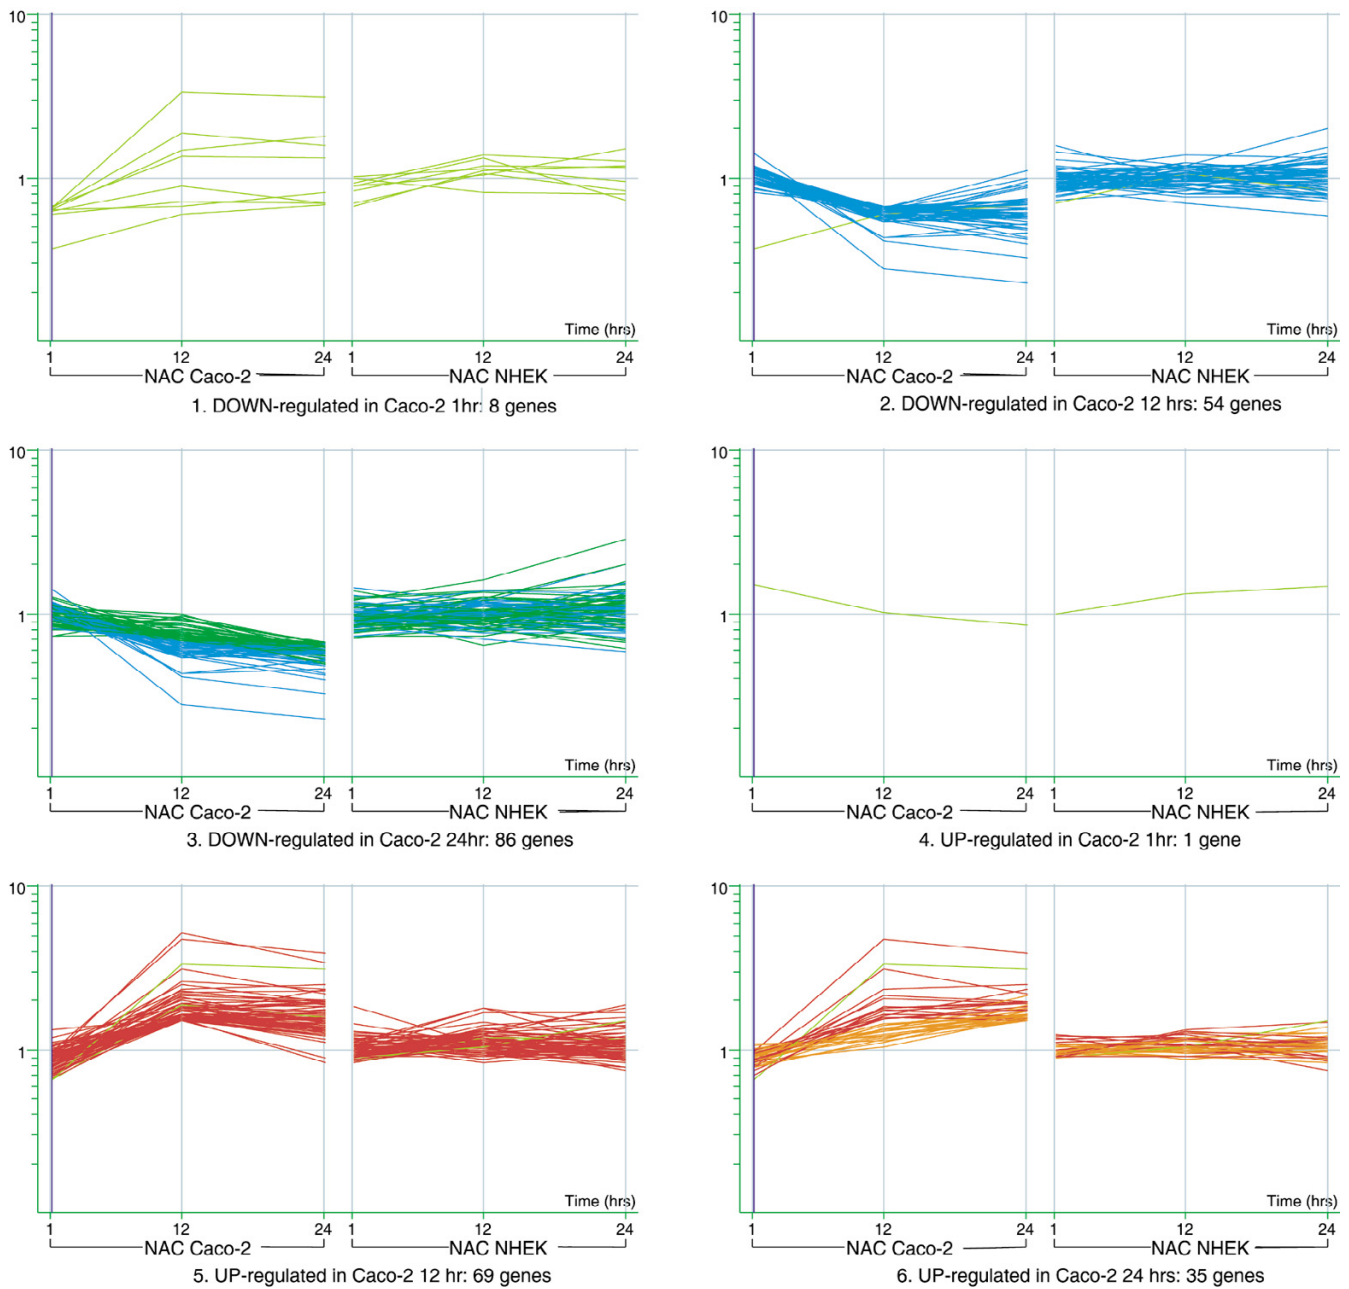 10
1
Time (hrs)
1 12 24 1 12 24
NAC Caco-2 NAC NHEK
1. DOWN-regulated in Caco-2 1hr: 8 genes
10
1
Time (hrs)
1 12 24 1 12 24
NAC Caco-2 NAC NHEK
2. DOWN-regulated in Caco-2 12 hrs: 54 genes
10
1
Time (hrs)
1 12 24 1 12 24
NAC Caco-2 NAC NHEK
3. DOWN-regulated in Caco-2 24hr: 86 genes
10
1
Time (hrs)
1 12 24 1 12 24
NAC Caco-2 NAC NHEK
4. UP-regulated in Caco-2 1hr: 1 gene
10
1
Time (hrs)
1 12 24 1 12 24
NAC Caco-2 NAC NHEK
5. UP-regulated in Caco-2 12 hr: 69 genes
10
1
Time (hrs)
1 12 24 1 12 24
NAC Caco-2 NAC NHEK
6. UP-regulated in Caco-2 24 hrs: 35 genes